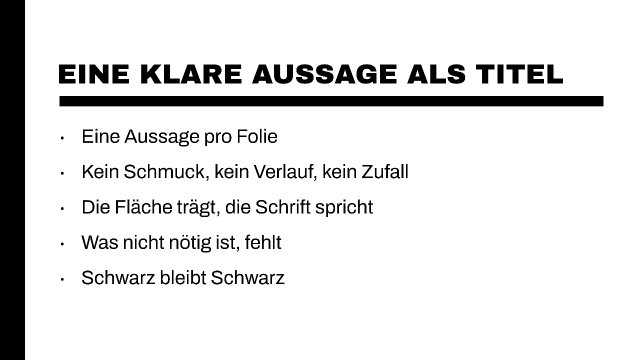 EINE KLARE AUSSAGE ALS TITEL
• Eine Aussage pro Folie
• Kein Schmuck, kein Verlauf, kein Zufall
• Die Fläche trägt, die Schrift spricht
• Was nicht nötig ist, fehlt
• Schwarz bleibt Schwarz